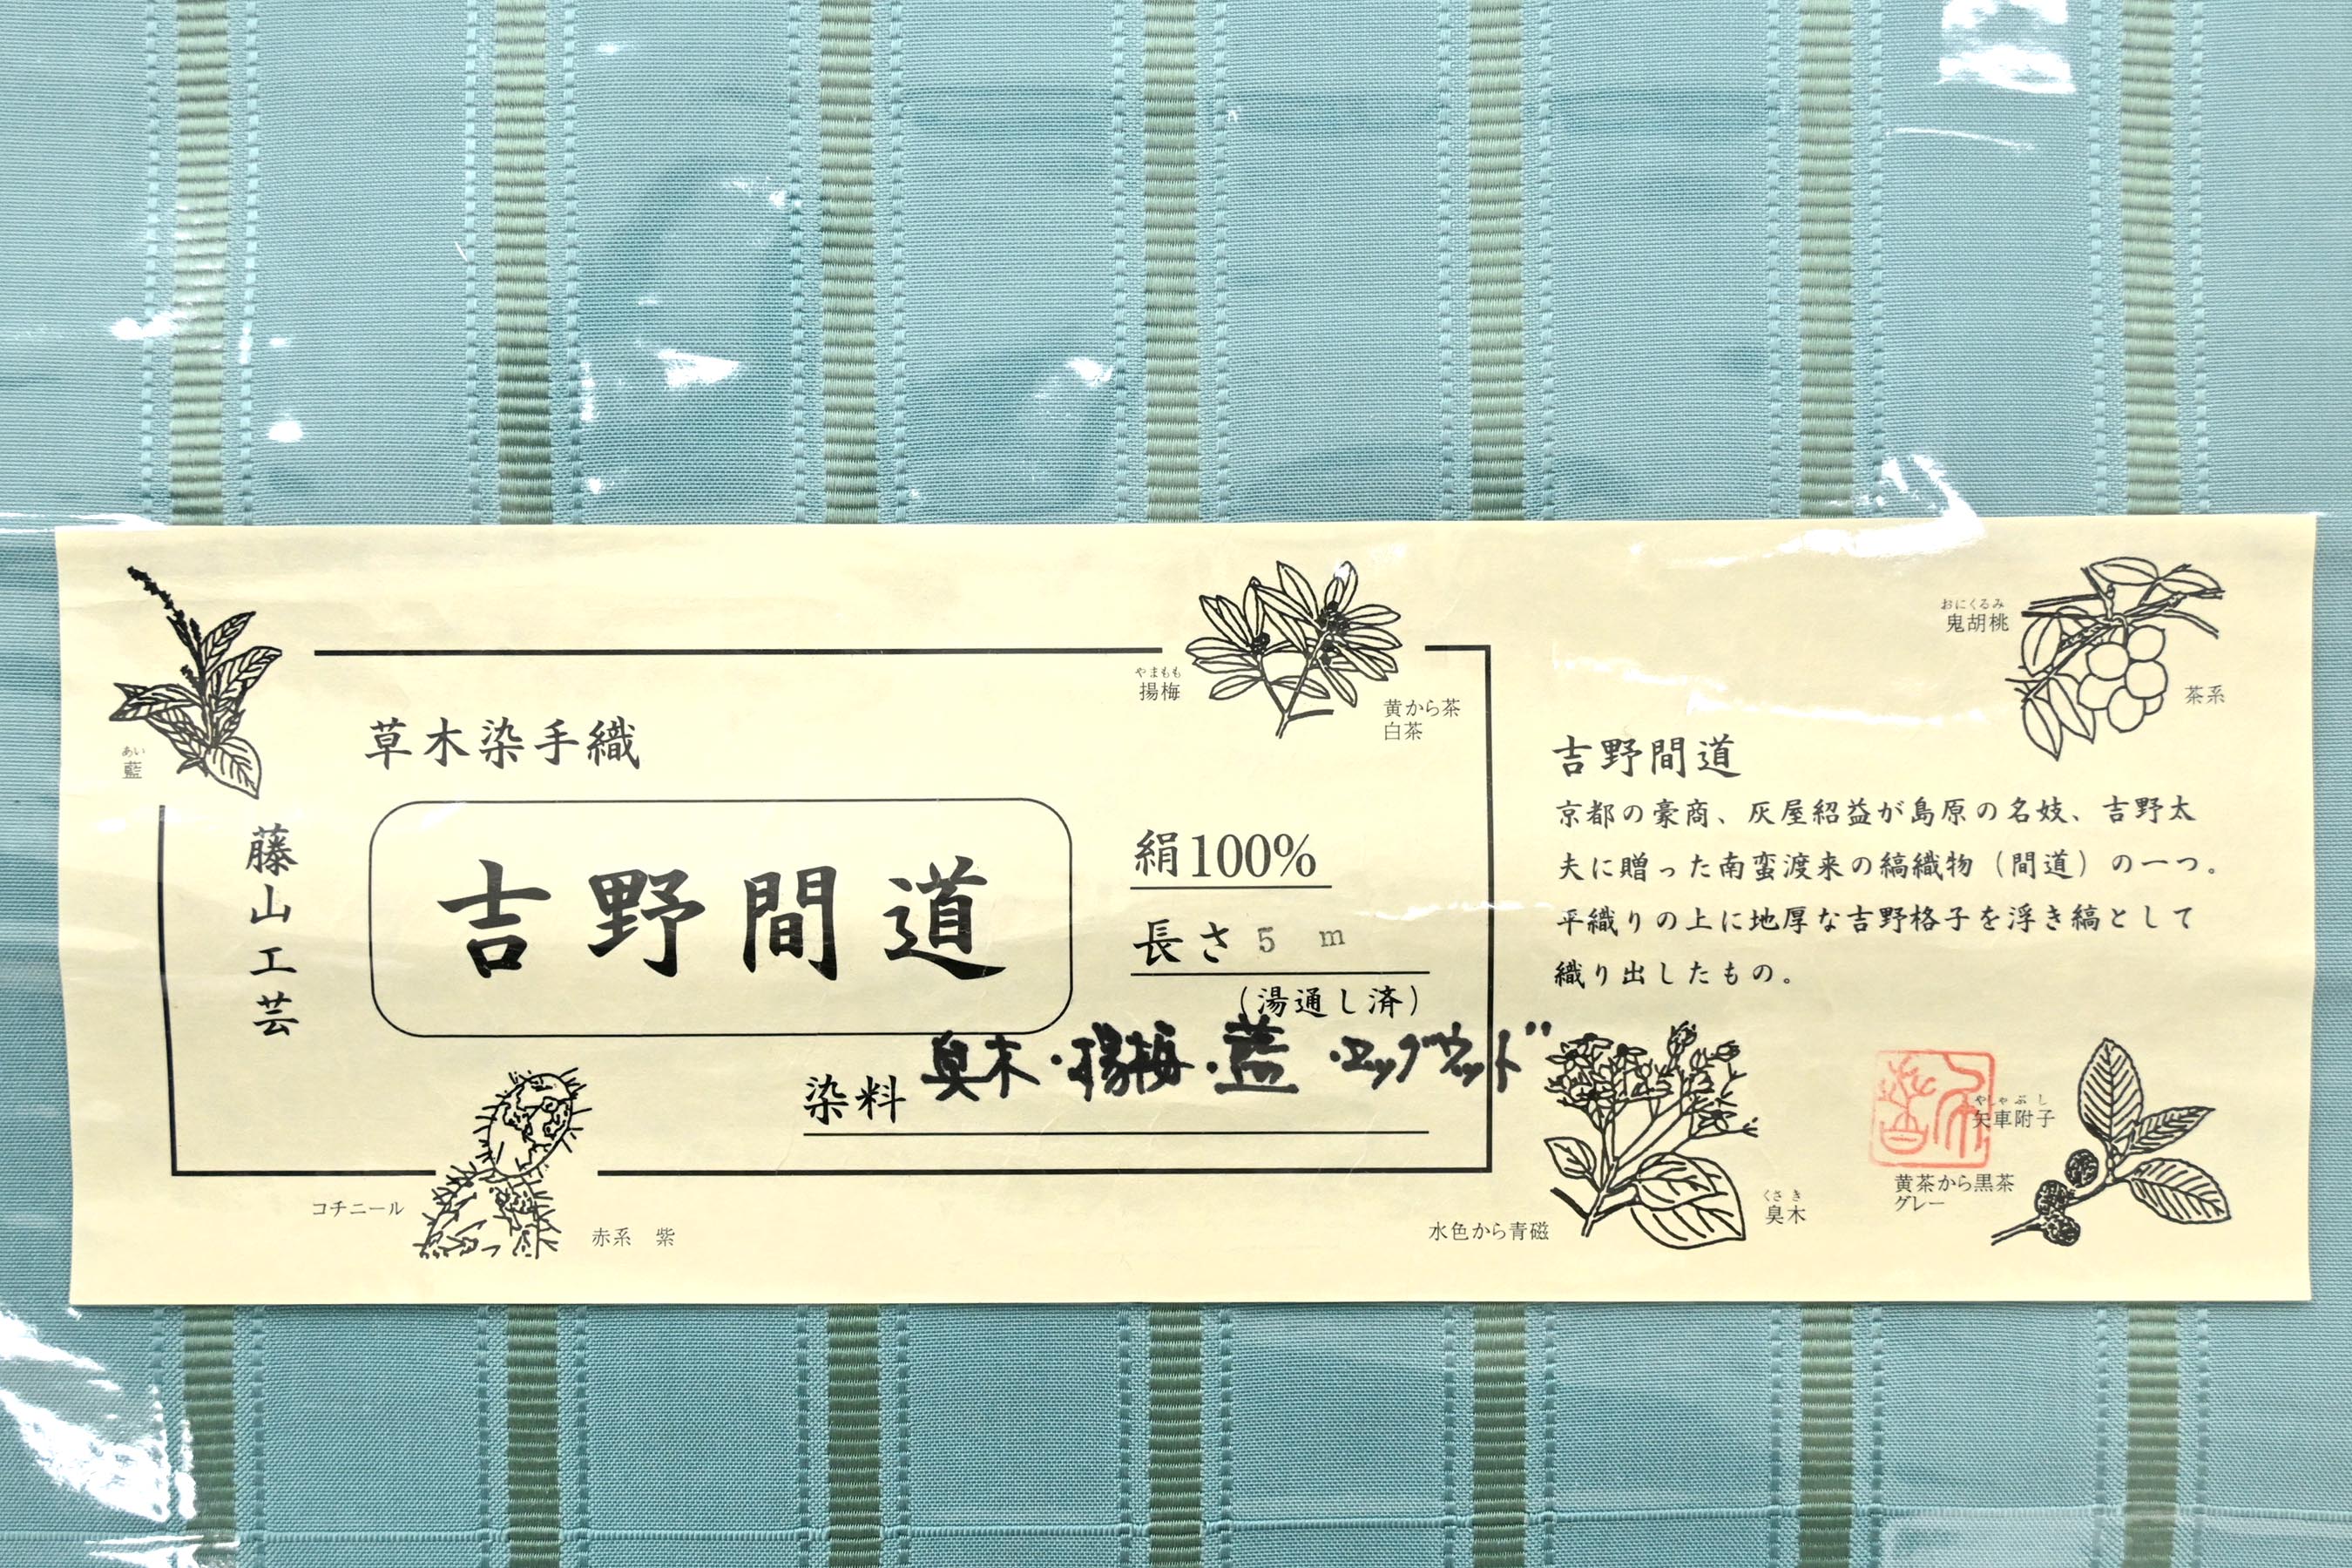 あい
藍
草木染手織
藤山工芸
吉野間道
やまもも
揚梅
黄から茶
白茶
絹100%
長さ5 m
(湯通し済)
染料 臭木・揚梅・藍・ロッグウッド
コチニール
赤系 紫
おにくるみ
鬼胡桃
茶系
吉野間道
京都の豪商、灰屋紹益が島原の名妓、吉野太
夫に贈った南蛮渡来の縞織物（間道）の一つ。
平織りの上に地厚な吉野格子を浮き縞として
織り出したもの。
水色から青磁
くさき
臭木
やしゃぶし
矢車附子
黄茶から黒茶
グレー